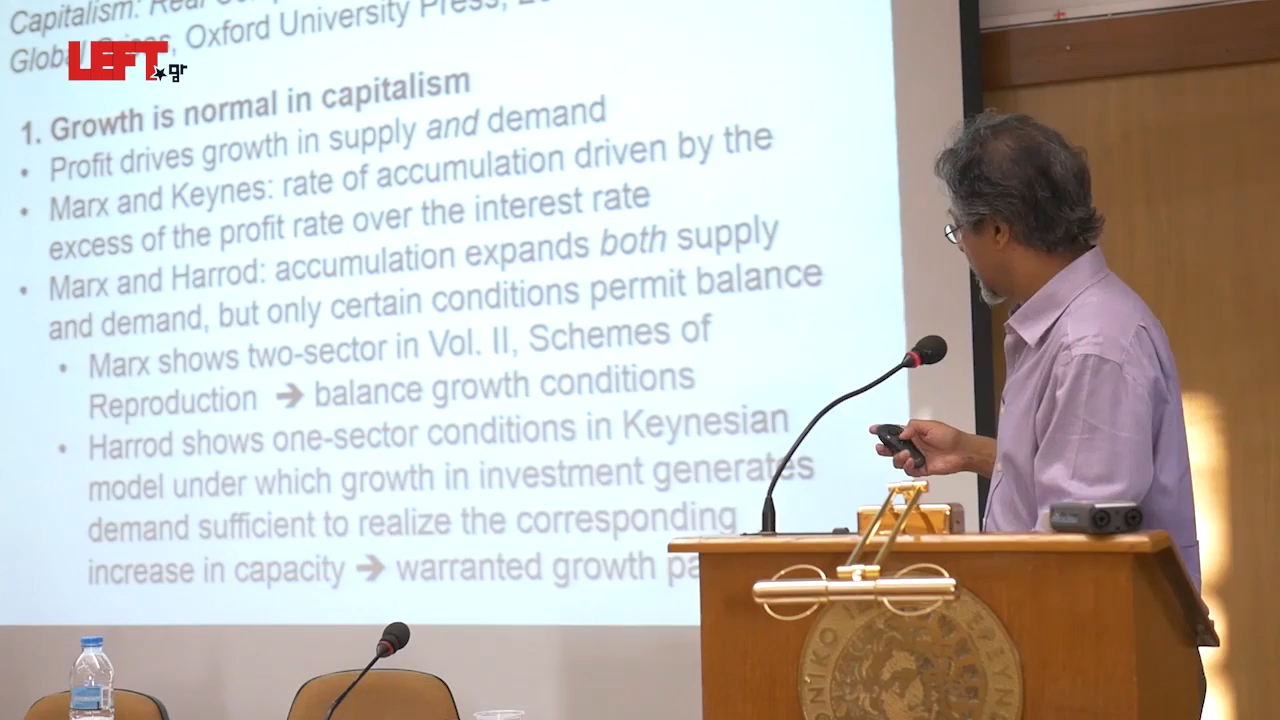 Capitalism: Real
Global Crises, Oxford University Press,
LEFT.gr
1. Growth is normal in capitalism
• Profit drives growth in supply and demand
• Marx and Keynes: rate of accumulation driven by the
excess of the profit rate over the interest rate
• Marx and Harrod: accumulation expands both supply
and demand, but only certain conditions permit balance
• Marx shows two-sector in Vol. II, Schemes of
Reproduction ➔ balance growth conditions
• Harrod shows one-sector conditions in Keynesian
model under which growth in investment generates
demand sufficient to realize the corresponding
increase in capacity ➔ warranted growth